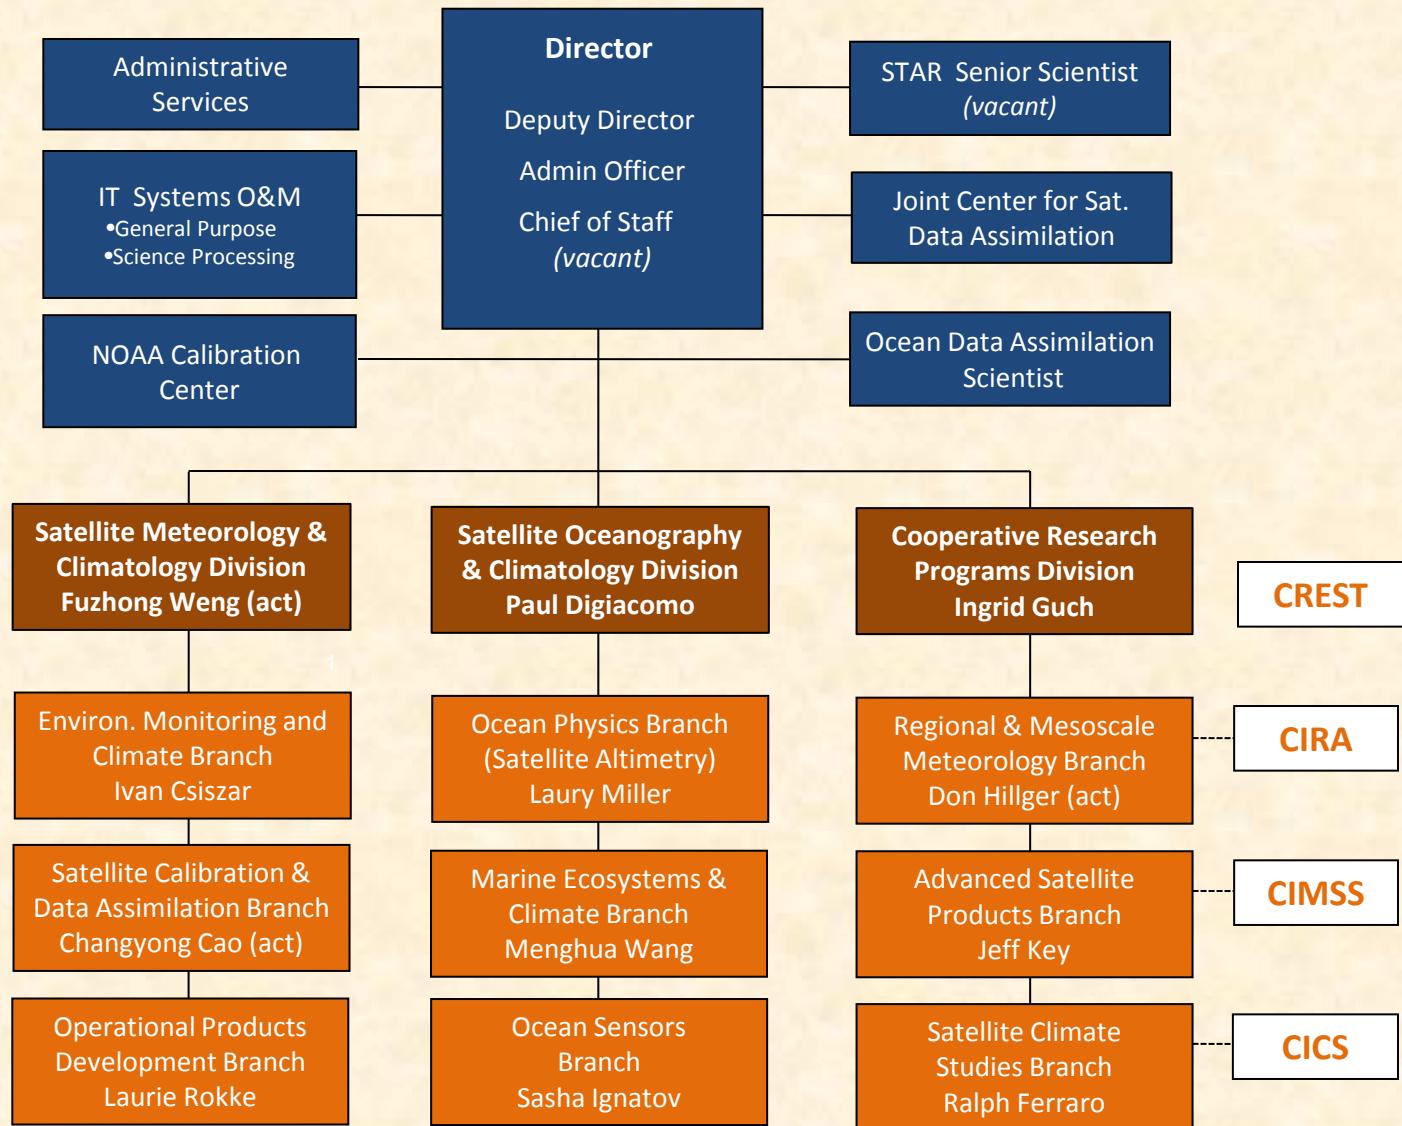 Director
Deputy Director
Admin Officer
Chief of Staff
(vacant)
Administrative
Services
IT Systems O&M
•General Purpose
•Science Processing
NOAA Calibration
Center
STAR Senior Scientist
(vacant)
Joint Center for Sat.
Data Assimilation
Ocean Data Assimilation
Scientist
Satellite Meteorology &
Climatology Division
Fuzhong Weng (act)
1
Environ. Monitoring and
Climate Branch
Ivan Csiszar
Satellite Calibration &
Data Assimilation Branch
Changyong Cao (act)
Operational Products
Development Branch
Laurie Rokke
Satellite Oceanography
& Climatology Division
Paul Digiacomo
Ocean Physics Branch
(Satellite Altimetry)
Laury Miller
Marine Ecosystems &
Climate Branch
Menghua Wang
Ocean Sensors
Branch
Sasha Ignatov
Cooperative Research
Programs Division
Ingrid Guch
Regional & Mesoscale
Meteorology Branch
Don Hillger (act)
Advanced Satellite
Products Branch
Jeff Key
Satellite Climate
Studies Branch
Ralph Ferraro
CREST
CIRA
CIMSS
CICS